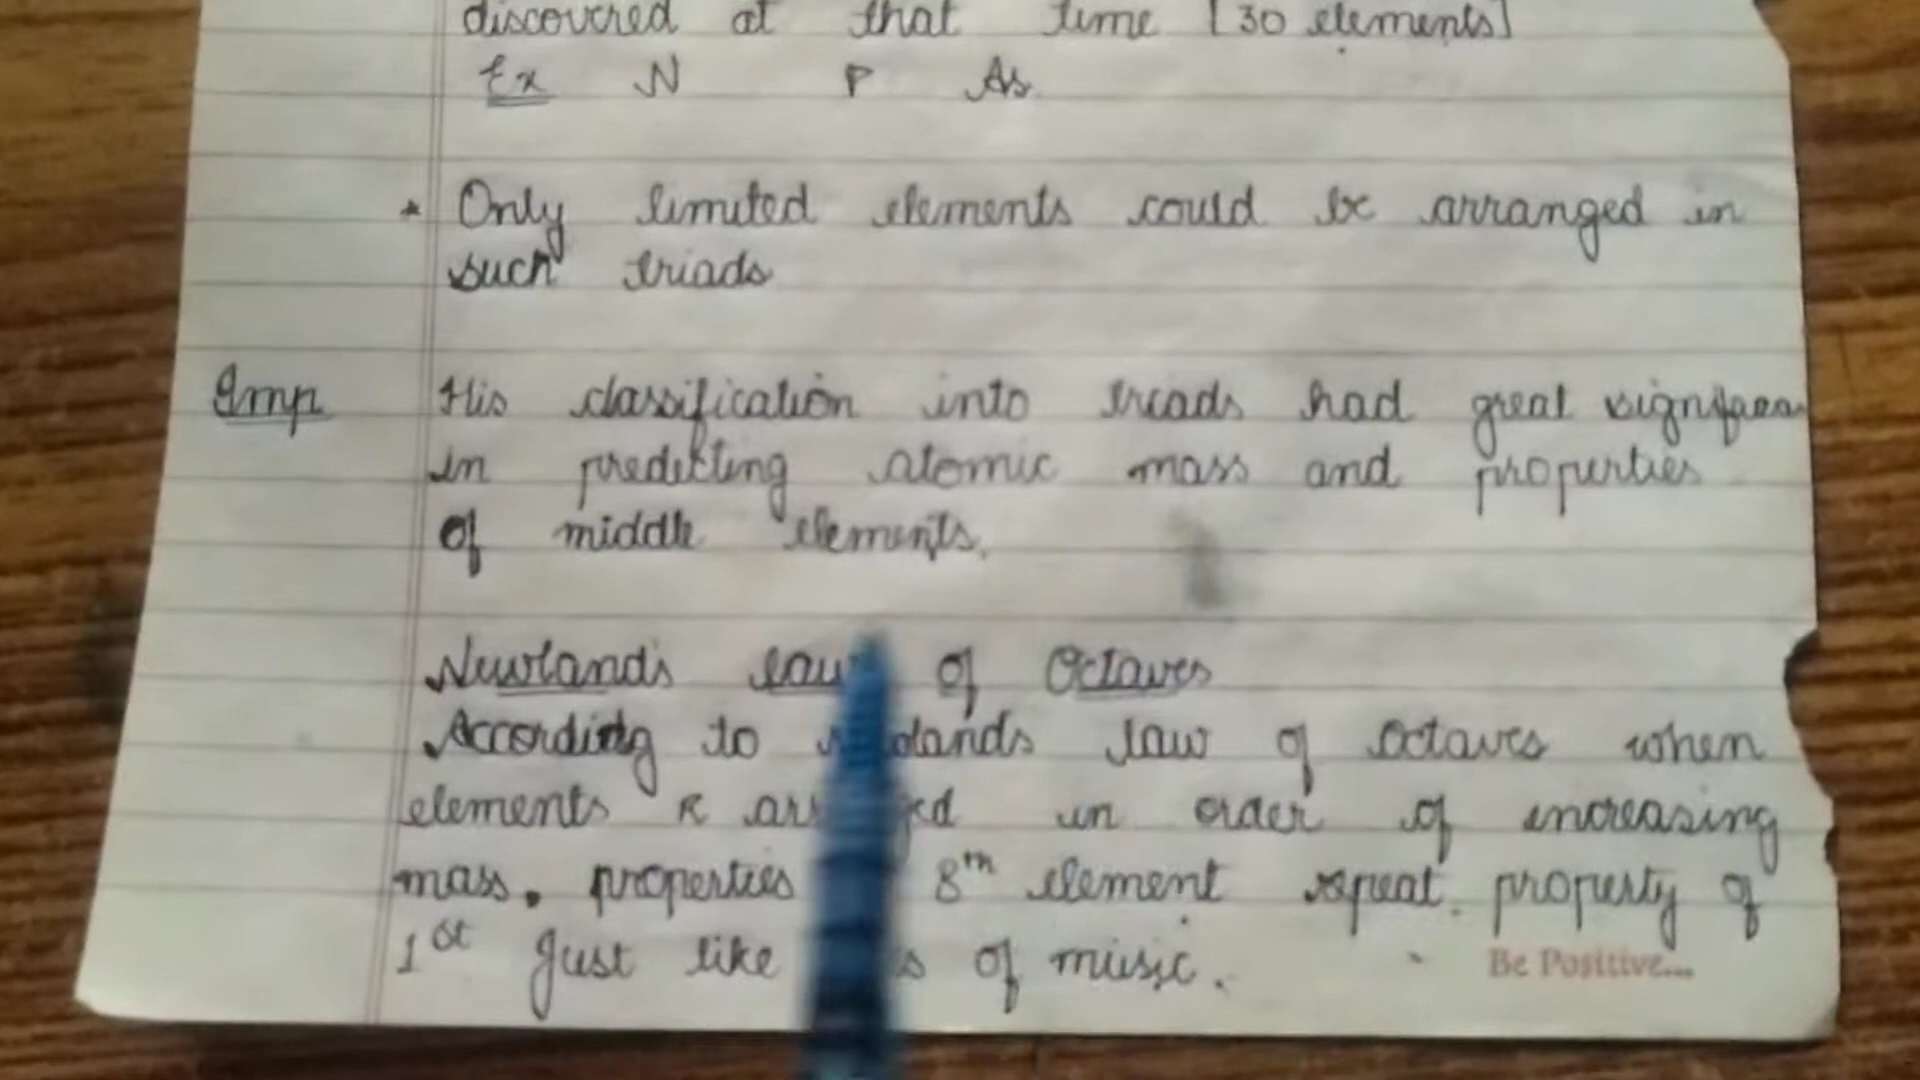 discovered at that time [30 elements]
Ex N P As
* Only limited elements could be arranged in
such triads
Imp His classification into triads had great
in predicting atomic mass and properties
of middle elements.
Newland's law of Octaves
According to law of octaves when
elements R in order of increasing
mass. properties 8th element repeat. property of
1st Just like of music.
Be Positive...